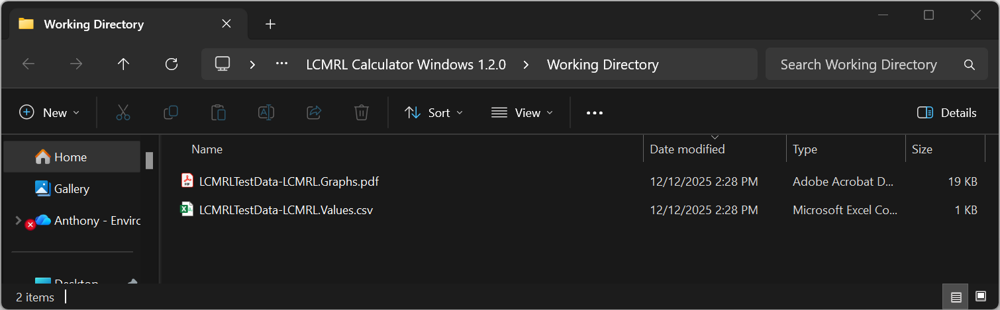 Working Directory
LCMRL Calculator Windows 1.2.0 Working Directory Search Working Directory
New Sort View Details
Name Date modified Type Size
Home
Gallery
Anthony - Enviro
LCMRLTestData-LCMRL.Graphs.pdf 12/12/2025 2:28 PM Adobe Acrobat D... 19 KB
LCMRLTestData-LCMRL.Values.csv 12/12/2025 2:28 PM Microsoft Excel Co... 1 KB
Desktop
2 items